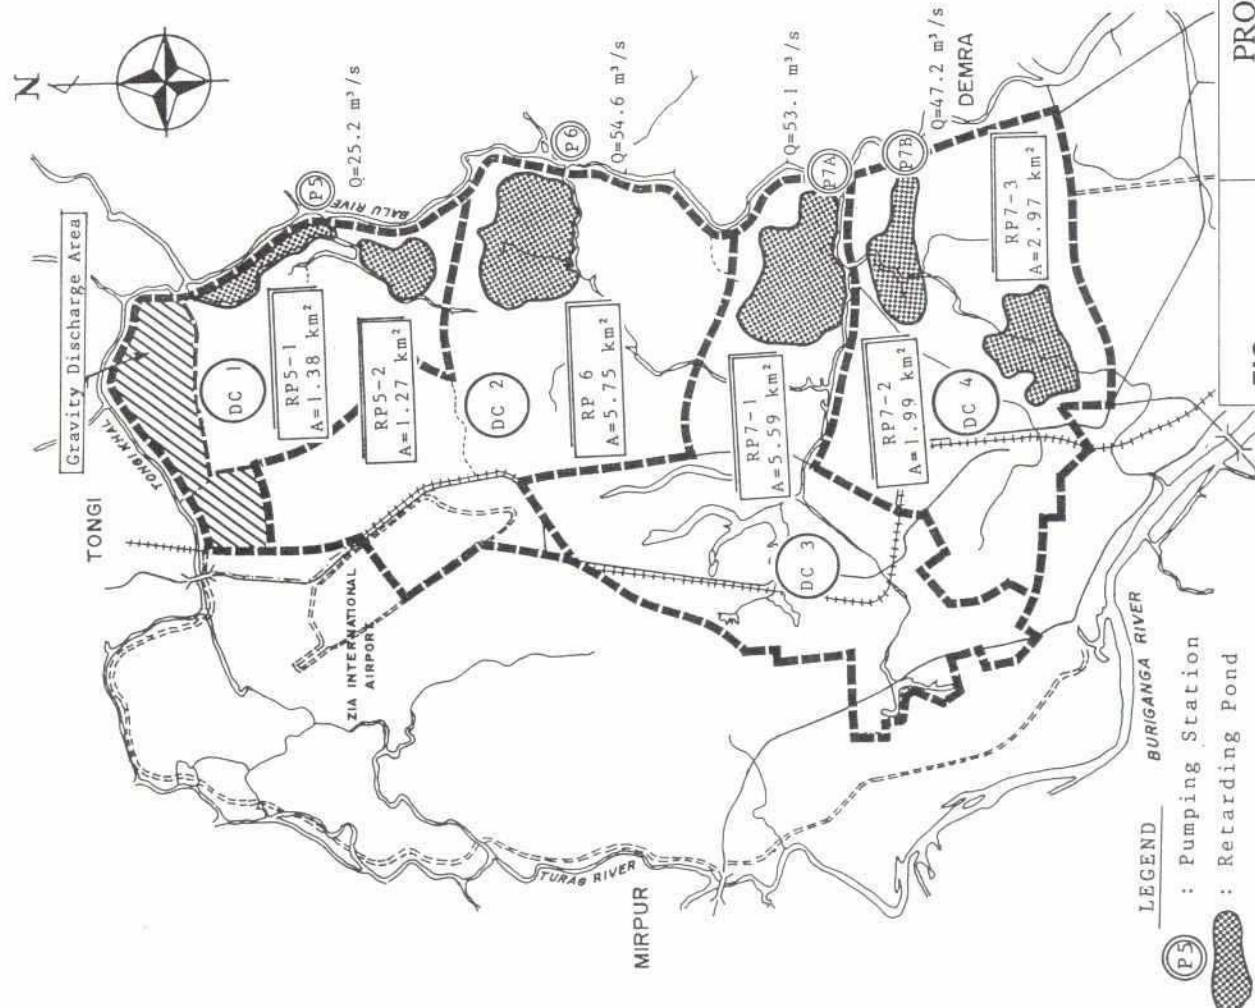 N
Gravity Discharge Area
TONGI
TONGI KHAL
P5
Q=25.2 m³/s
BALU RIVER
DC 1
RP5-1
A=1.38 km²
RP5-2
A=1.27 km²
P6
Q=54.6 m³/s
DC 2
RP 6
A=5.75 km²
ZIA INTERNATIONAL
AIRPORT
Q=53.1 m³/s
P7A
RP7-1
A=5.59 km²
DC 3
P7B
Q=47.2 m³/s
DEMRA
RP7-2
A=1.99 km²
DC 4
RP7-3
A=2.97 km²
TURAG RIVER
MIRPUR
BURIGANGA RIVER
LEGEND
P5 : Pumping Station
: Retarding Pond
PRO